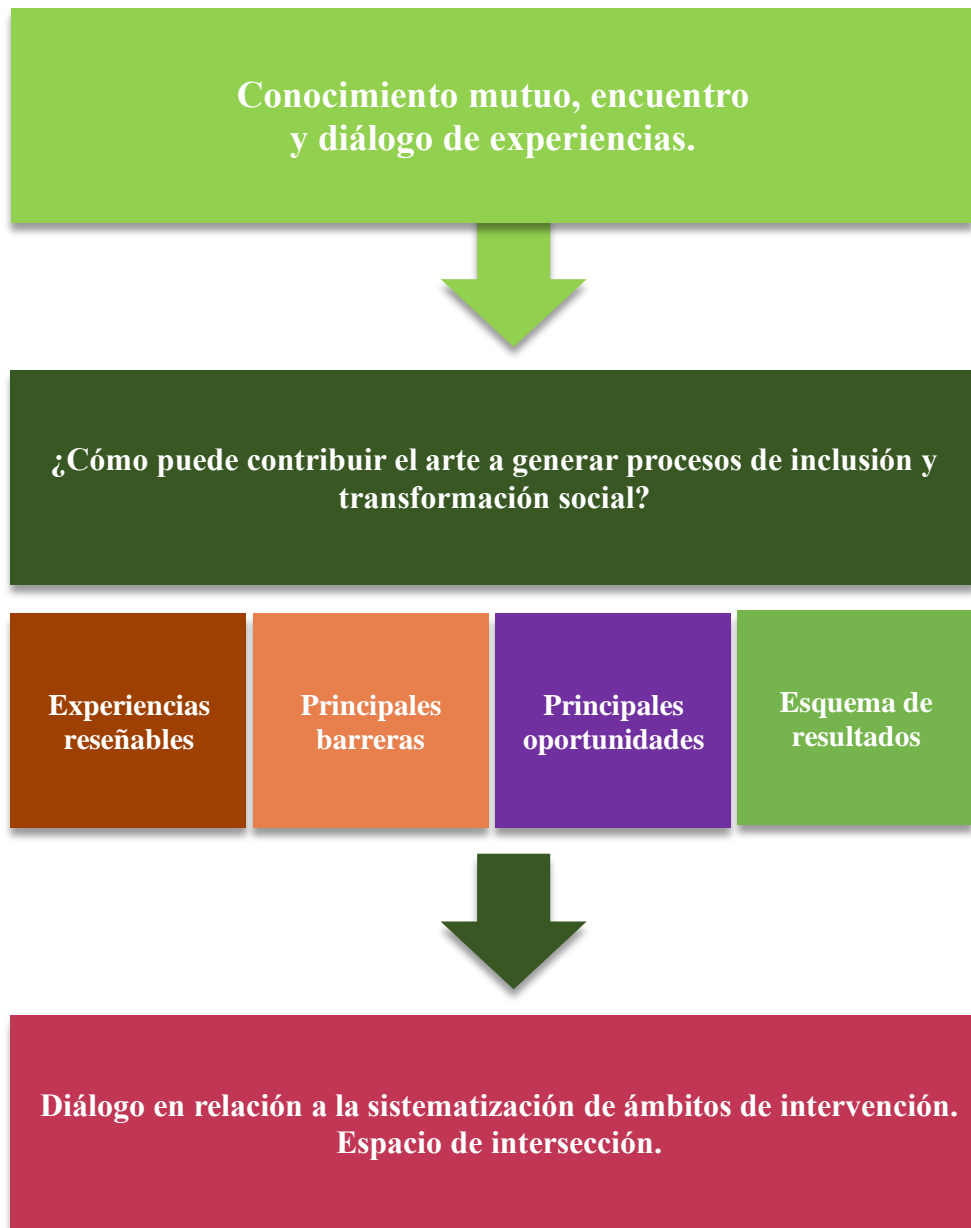 Conocimiento mutuo, encuentro
y diálogo de experiencias.
¿Cómo puede contribuir el arte a generar procesos de inclusión y
transformación social?
Experiencias
reseñables
Principales
barreras
Principales
oportunidades
Esquema de
resultados
Diálogo en relación a la sistematización de ámbitos de intervención.
Espacio de intersección.